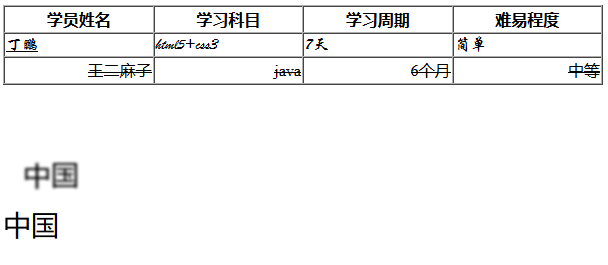 学员姓名 学习科目 学习周期 难易程度
丁鹏 html5+css3 7天 简单
王二麻子 java 6个月 中等
中国
中国